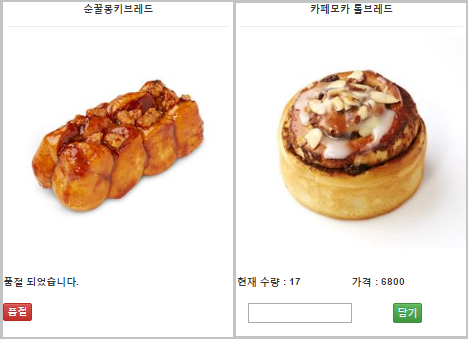 순꿀몽키브레드
품절 되었습니다.
품절
카페모카 롤브레드
현재 수량 : 17 가격 : 6800
담기